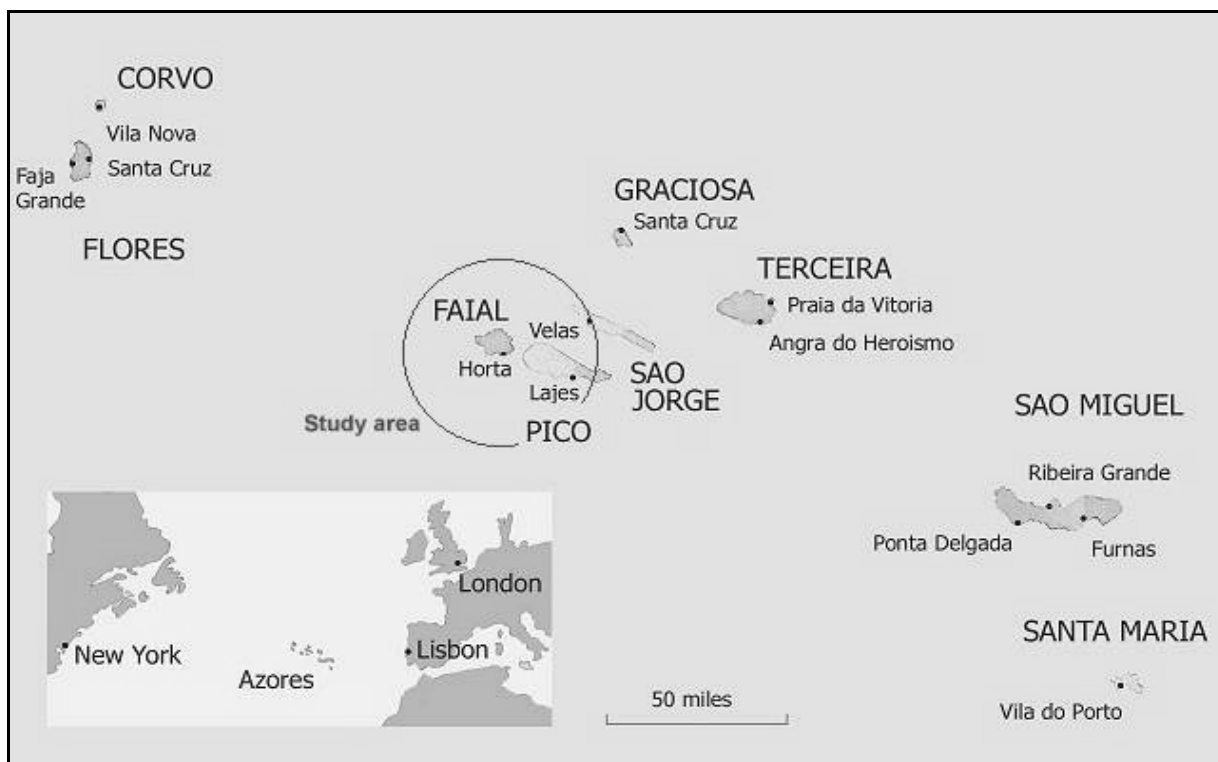 CORVO
Vila Nova
Santa Cruz
Faja
Grande
FLORES
GRACIOSA
Santa Cruz
TERCEIRA
Praia da Vitoria
Angra do Heroismo
FAIAL
Velas
Horta
Lajes
SAO
JORGE
PICO
Study area
SAO MIGUEL
Ribeira Grande
Ponta Delgada
Furnas
SANTA MARIA
Vila do Porto
50 miles
London
New York
Lisbon
Azores